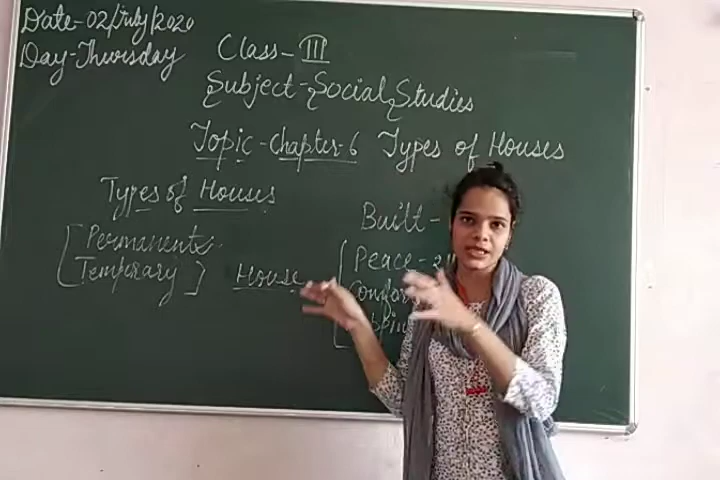 Date-02/July/2020
Day-Thursday
Class-III
Subject-Social Studies
Topic-Chapter-6 Types of Houses
Types of Houses
[Permanents
Temporary]
House
Built-
Peace-